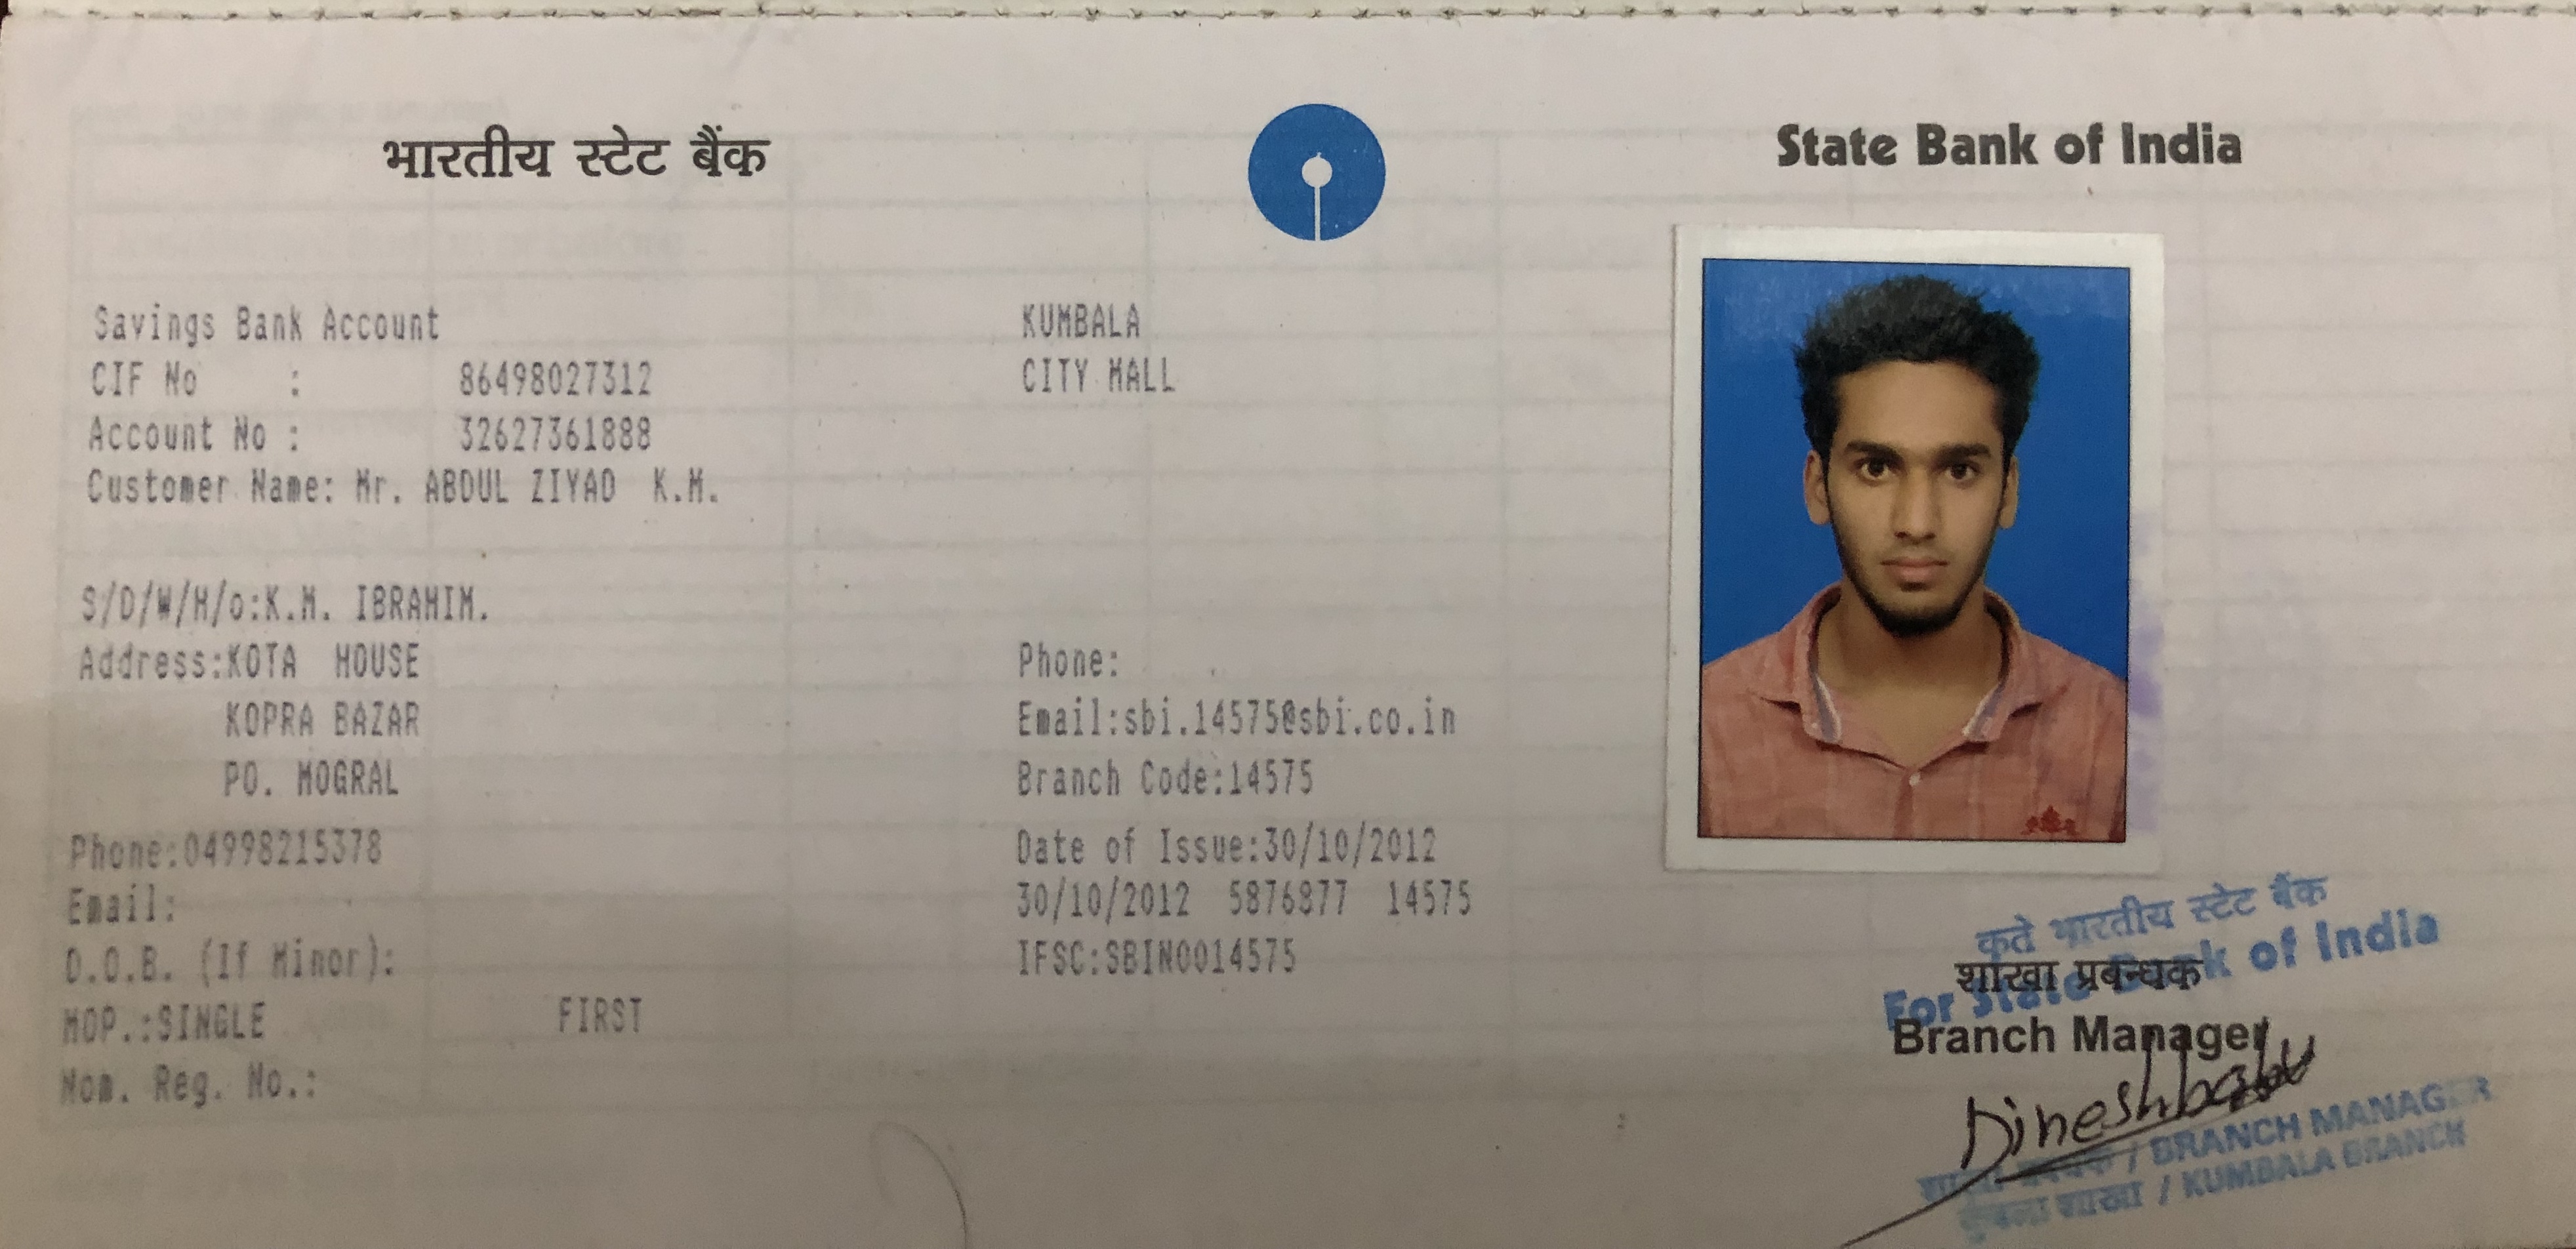 भारतीय स्टेट बैंक
State Bank of India
Savings Bank Account
CIF No : 86498027312
Account No : 32627361888
Customer Name: Mr. ABDUL ZIYAD K.M.
KUMBALA
CITY HALL
S/D/W/H/o:K.M. IBRAHIM.
Address:KOTA HOUSE
KOPRA BAZAR
PO. MOGRAL
Phone:04998215378
Email:
D.O.B. (If Minor):
MOP.:SINGLE FIRST
Nom. Reg. No.:
Phone:
Email:sbi.14575@sbi.co.in
Branch Code:14575
Date of Issue:30/10/2012
30/10/2012 5876877 14575
IFSC:SBIN0014575
कृते भारतीय स्टेट बैंक
For State Bank of India
शाखा प्रबन्धक
Branch Manager
Dineshbabu
शाखा प्रबन्धक / BRANCH MANAGER
कुंबला शाखा / KUMBALA BRANCH